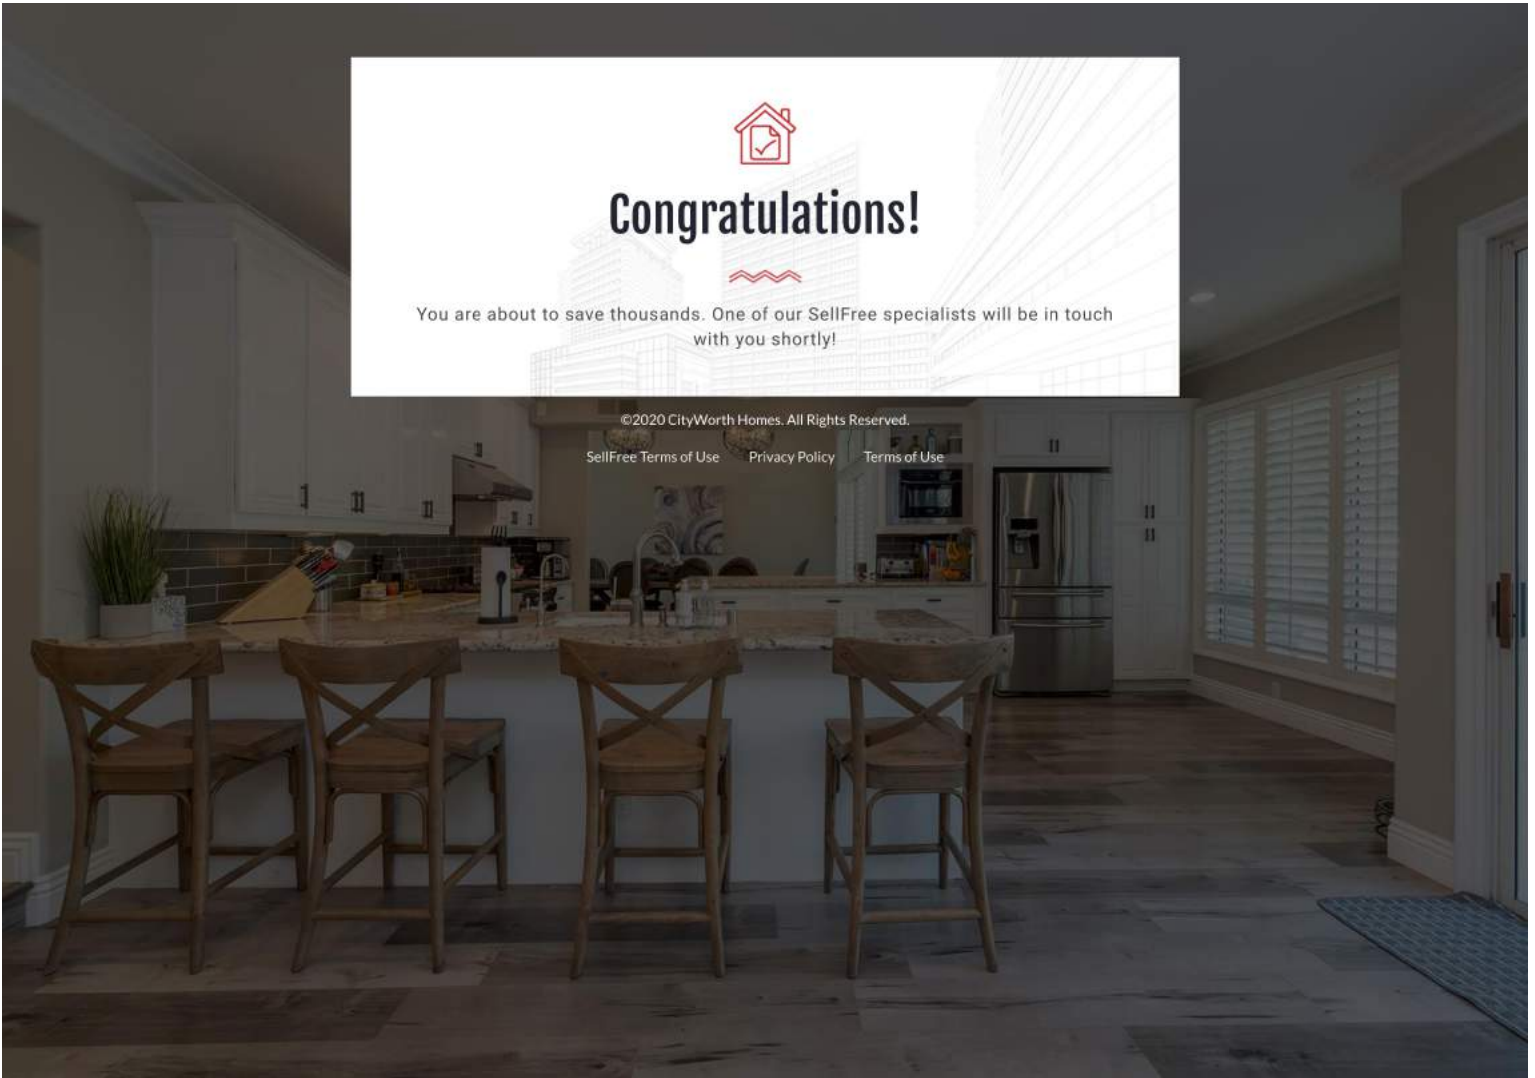 Congratulations!
You are about to save thousands. One of our SellFree specialists will be in touch
with you shortly!
©2020 CityWorth Homes. All Rights Reserved.
SellFree Terms of Use Privacy Policy Terms of Use